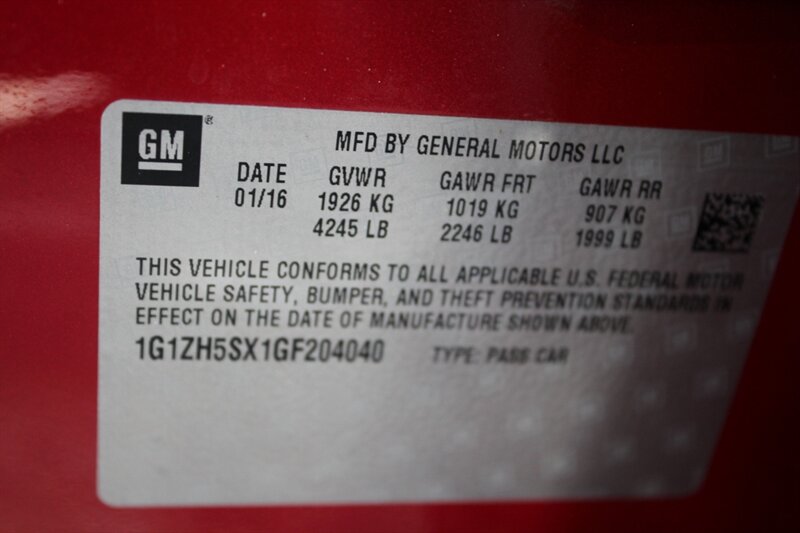 GM®
MFD BY GENERAL MOTORS LLC
DATE GVWR GAWR FRT GAWR RR
01/16 1926 KG 1019 KG 907 KG
4245 LB 2246 LB 1999 LB
THIS VEHICLE CONFORMS TO ALL APPLICABLE U.S. FEDERAL MOTOR
VEHICLE SAFETY, BUMPER, AND THEFT PREVENTION STANDARDS IN
EFFECT ON THE DATE OF MANUFACTURE SHOWN ABOVE.
1G1ZH5SX1GF204040 TYPE: PASS CAR